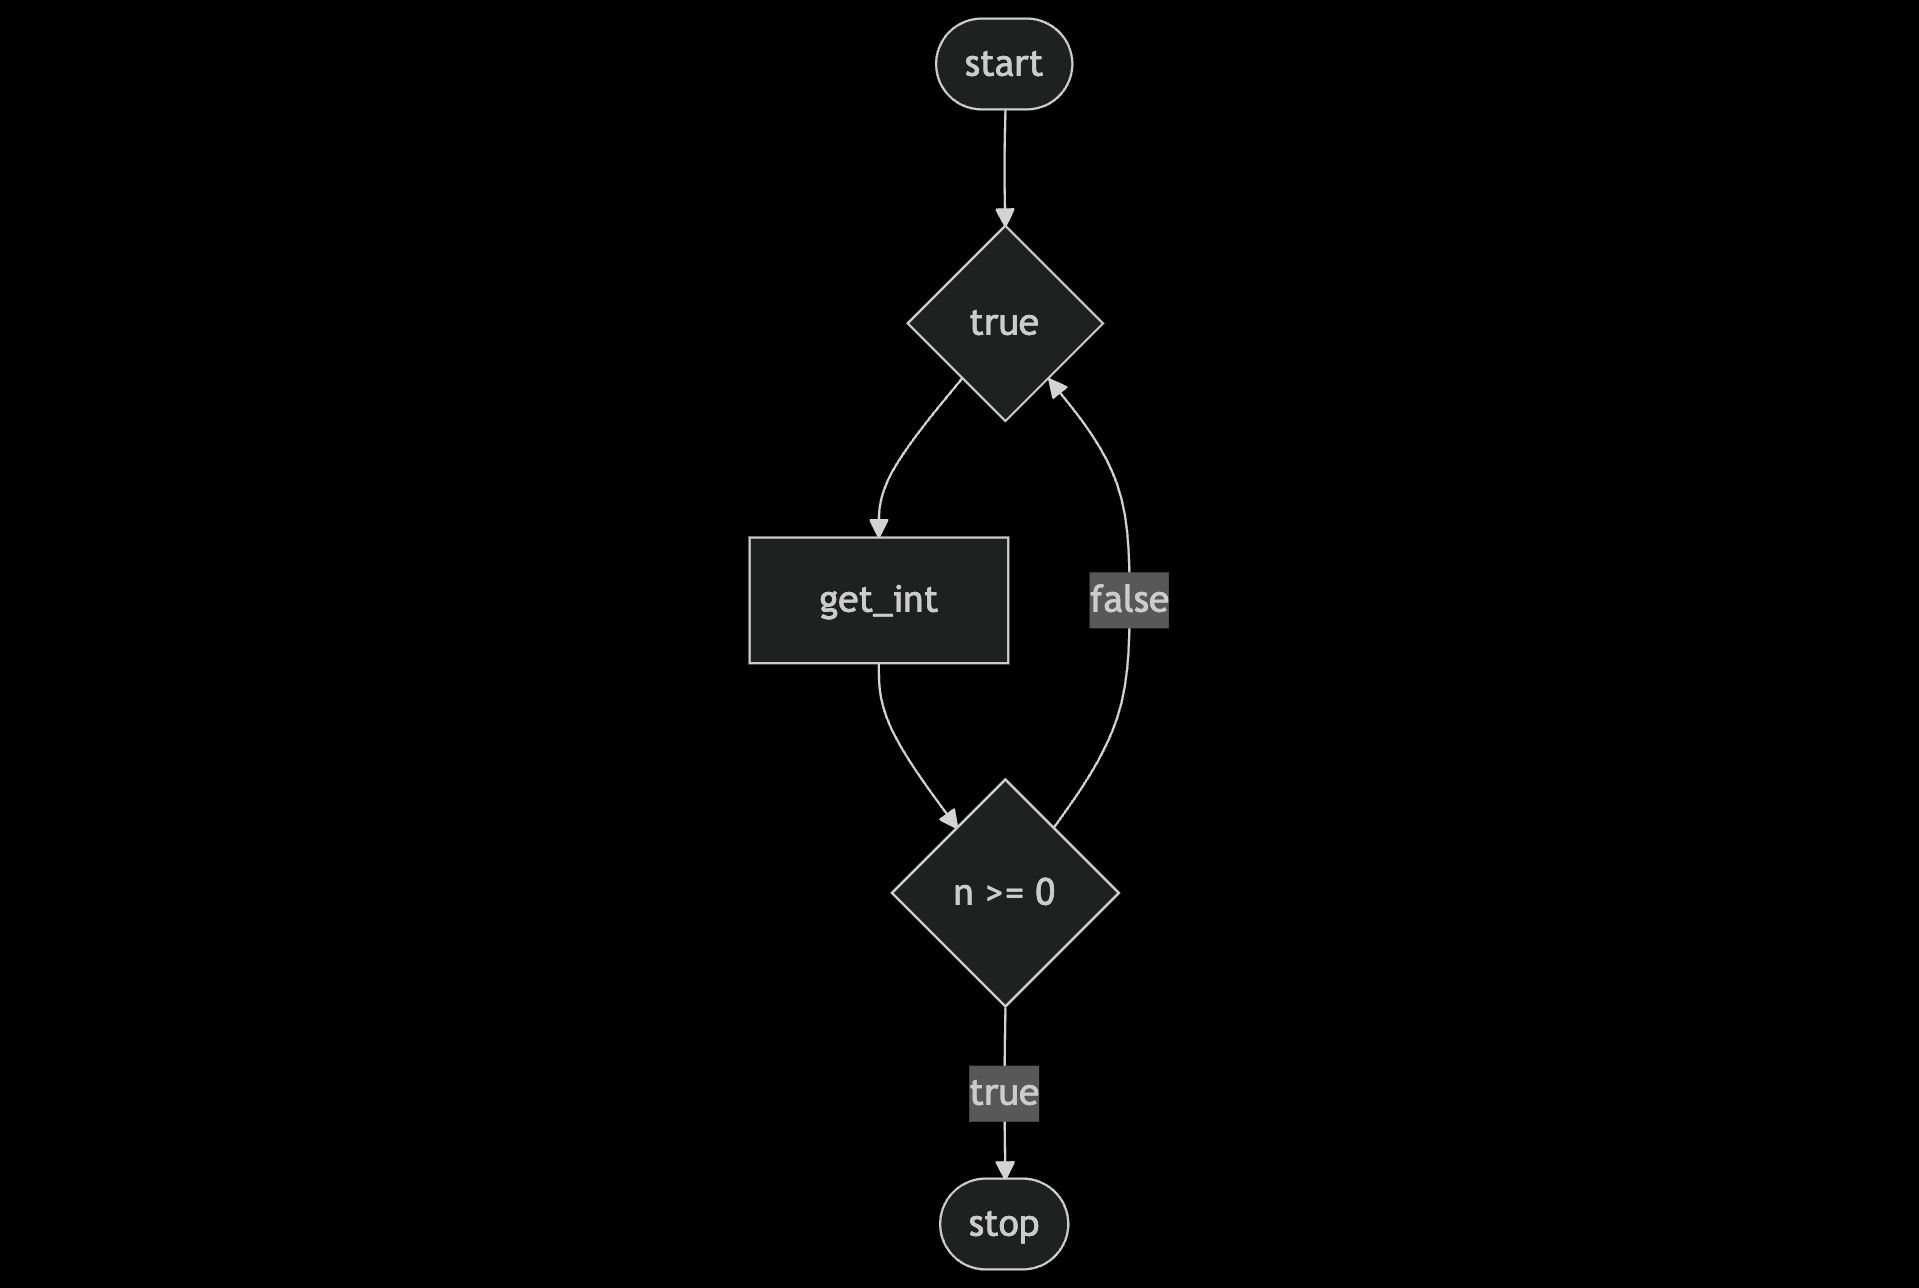 start
true
get_int
false
n >= 0
true
stop